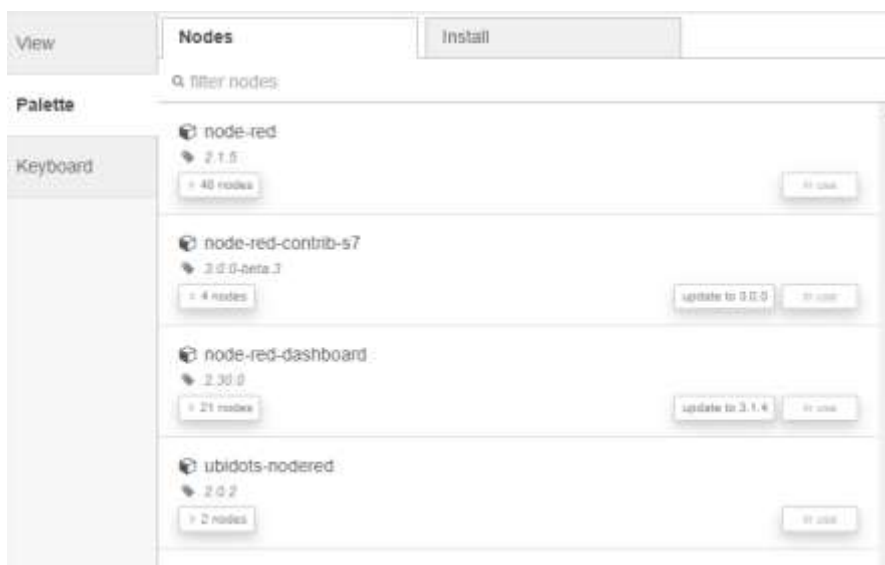 View
Palette
Keyboard
Nodes
Install
filter nodes
node-red
2.1.5
> 48 nodes
in use
node-red-contrib-s7
3.0.0-beta.3
> 4 nodes
update to 3.0.0
in use
node-red-dashboard
2.30.0
> 21 nodes
update to 3.1.4
in use
ubidots-nodered
2.0.2
> 2 nodes
in use